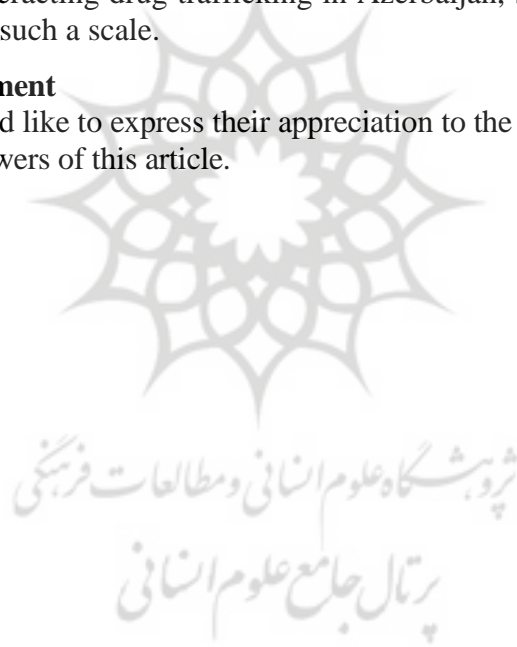 eracting drug trafficking in Azerbaijan,
such a scale.
ment
d like to express their appreciation to the
wers of this article.
پژوهشگاه علوم انسانی و مطالعات فرهنگی
پرتال جامع علوم انسانی